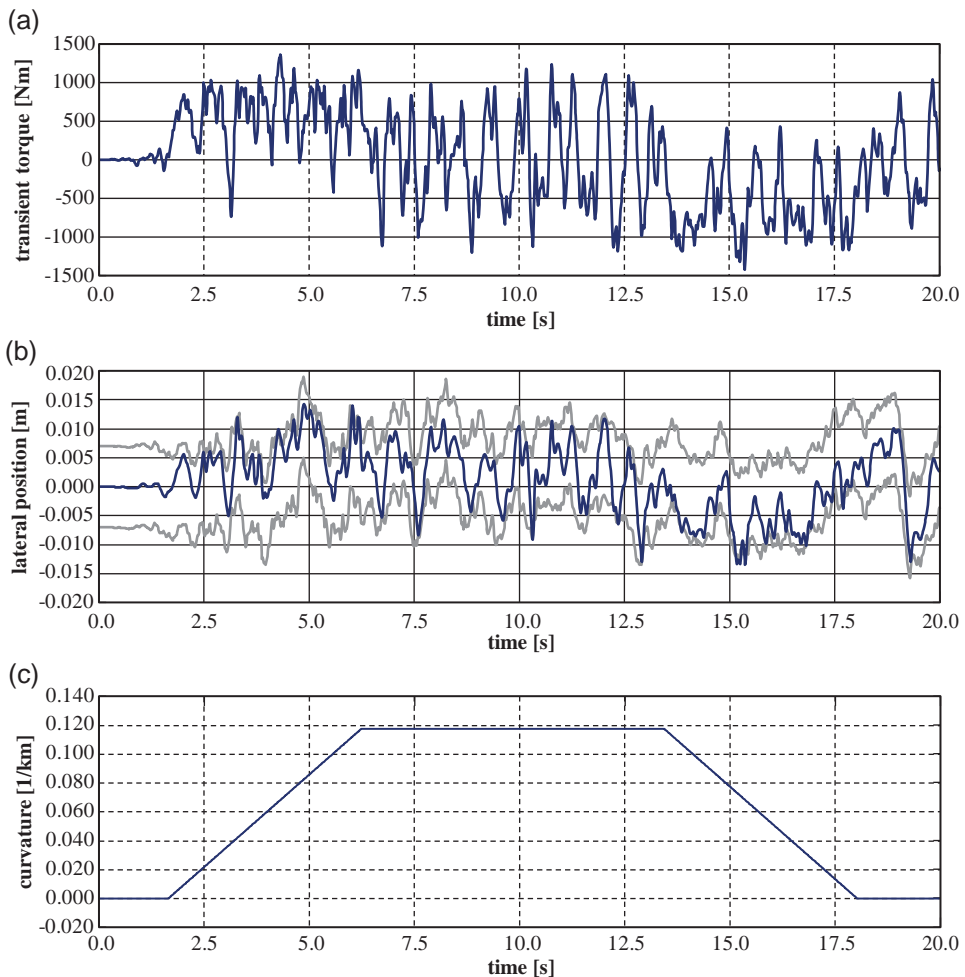 (a)
transient torque [Nm]
1500
1000
500
0
-500
-1000
-1500
0.0 2.5 5.0 7.5 10.0 12.5 15.0 17.5 20.0
time [s]
(b)
lateral position [m]
0.020
0.015
0.010
0.005
0.000
-0.005
-0.010
-0.015
-0.020
0.0 2.5 5.0 7.5 10.0 12.5 15.0 17.5 20.0
time [s]
(c)
curvature [1/km]
0.140
0.120
0.100
0.080
0.060
0.040
0.020
0.000
-0.020
0.0 2.5 5.0 7.5 10.0 12.5 15.0 17.5 20.0
time [s]